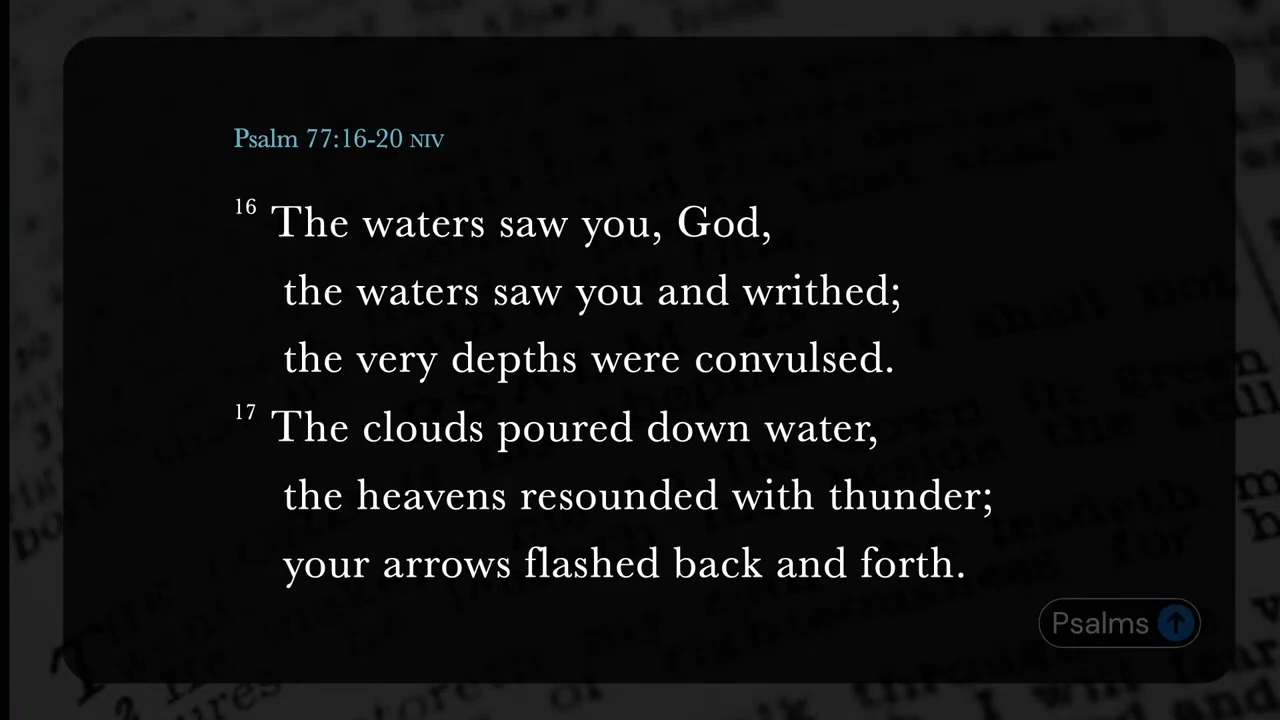 Psalm 77:16-20 NIV
16 The waters saw you, God,
the waters saw you and writhed;
the very depths were convulsed.
17 The clouds poured down water,
the heavens resounded with thunder;
your arrows flashed back and forth.
Psalms